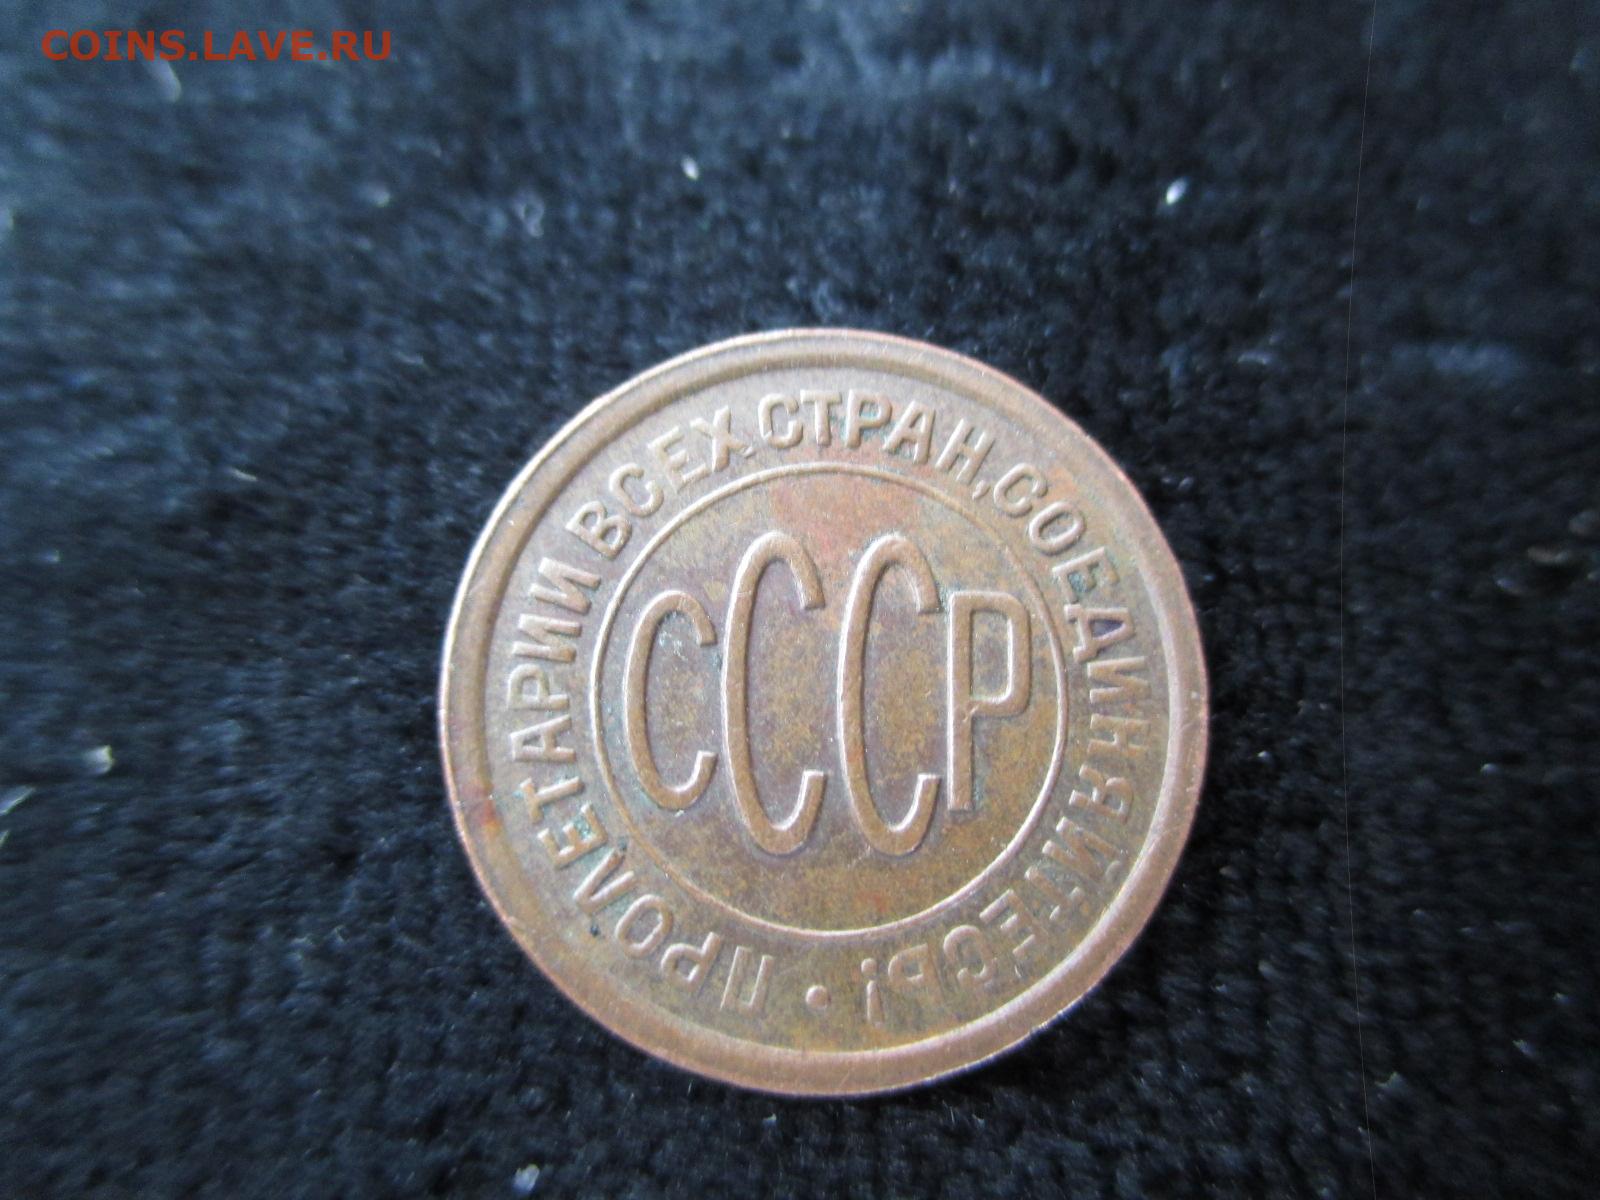 COINS.LAVE.RU
ПРОЛЕТАРИИ ВСЕХ СТРАН, СОЕДИНЯЙТЕСЬ! •
СССР